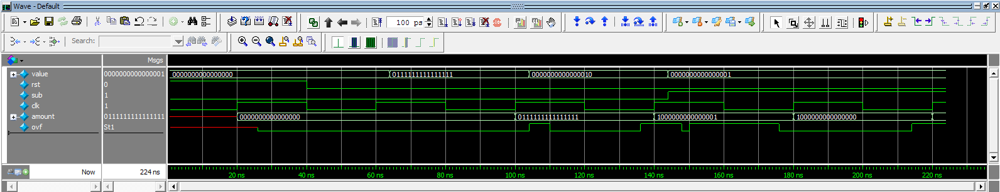 Wave - Default
100 ps
Search:
Msgs
value 0000000000000001 0000000000000000 0111111111111111 0000000000000010 0000000000000001
rst 0
sub 1
clk 1
amount 0111111111111111 0000000000000000 0111111111111111 1000000000000001 1000000000000000
ovf St1
Now 224 ns 20 ns 40 ns 60 ns 80 ns 100 ns 120 ns 140 ns 160 ns 180 ns 200 ns 220 ns